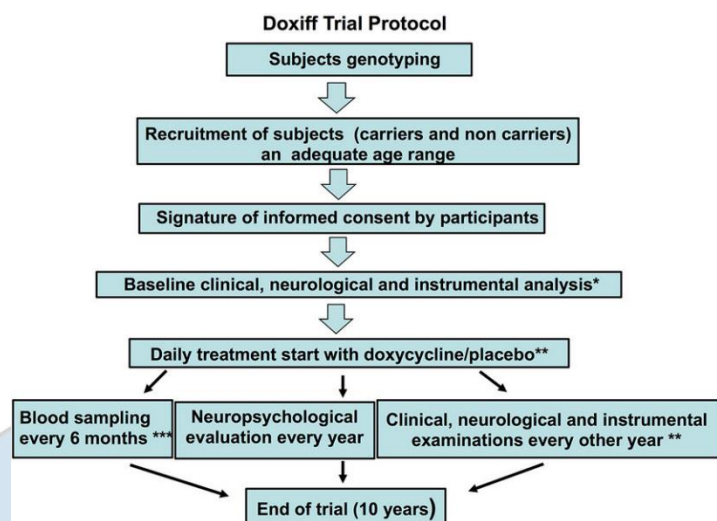 Doxiff Trial Protocol
Subjects genotyping
Recruitment of subjects (carriers and non carriers)
an adequate age range
Signature of informed consent by participants
Baseline clinical, neurological and instrumental analysis*
Daily treatment start with doxycycline/placebo**
Blood sampling
every 6 months ***
Neuropsychological
evaluation every year
Clinical, neurological and instrumental
examinations every other year **
End of trial (10 years)